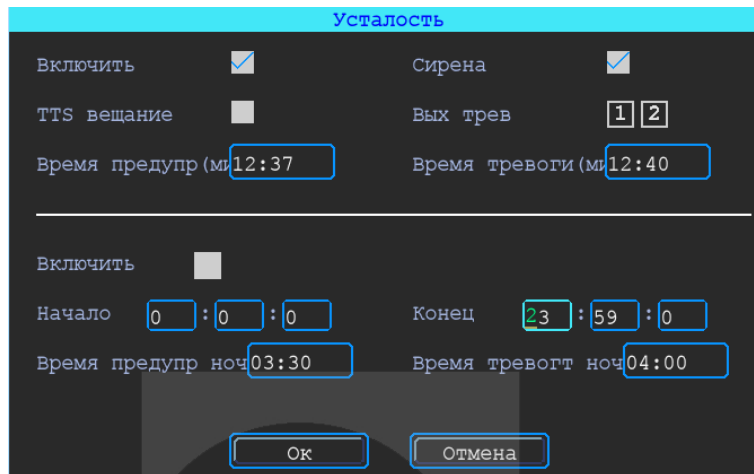 Усталость
Включить Сирена
TTS вещание Вых трев 1 2
Время предупр(ми 12:37 Время тревоги(ми 12:40
Включить
Начало 0 : 0 : 0 Конец 23 : 59 : 0
Время предупр ноч 03:30 Время тревогт ноч 04:00
Ок Отмена